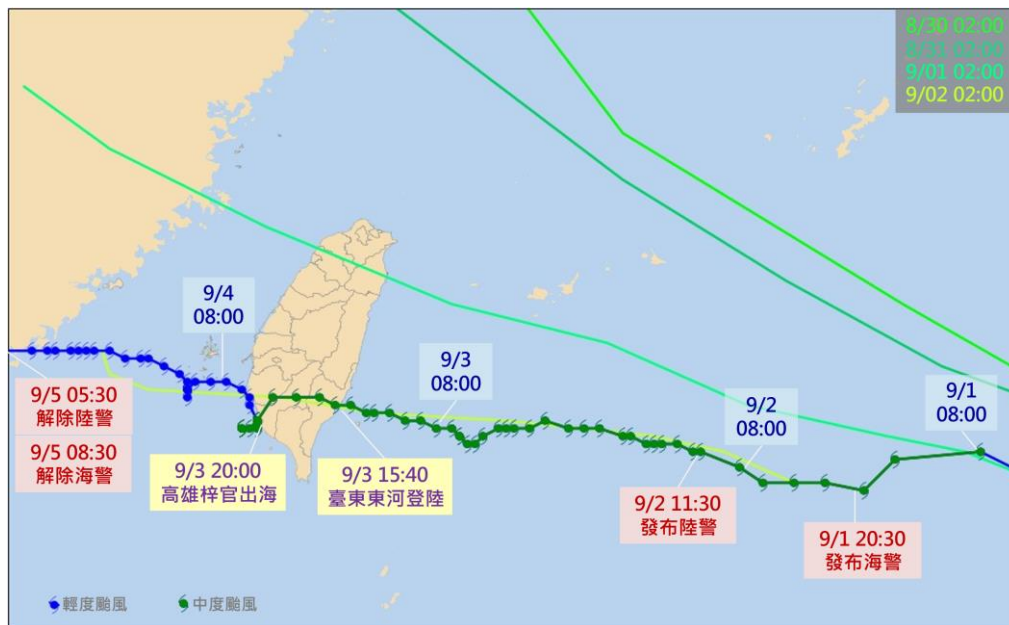 8/30 02:00
8/31 02:00
9/01 02:00
9/02 02:00
9/4
08:00
9/3
08:00
9/2
08:00
9/1
08:00
9/5 05:30
解除陸警
9/5 08:30
解除海警
9/3 20:00
高雄梓官出海
9/3 15:40
臺東東河登陸
9/2 11:30
發布陸警
9/1 20:30
發布海警
輕度颱風
中度颱風